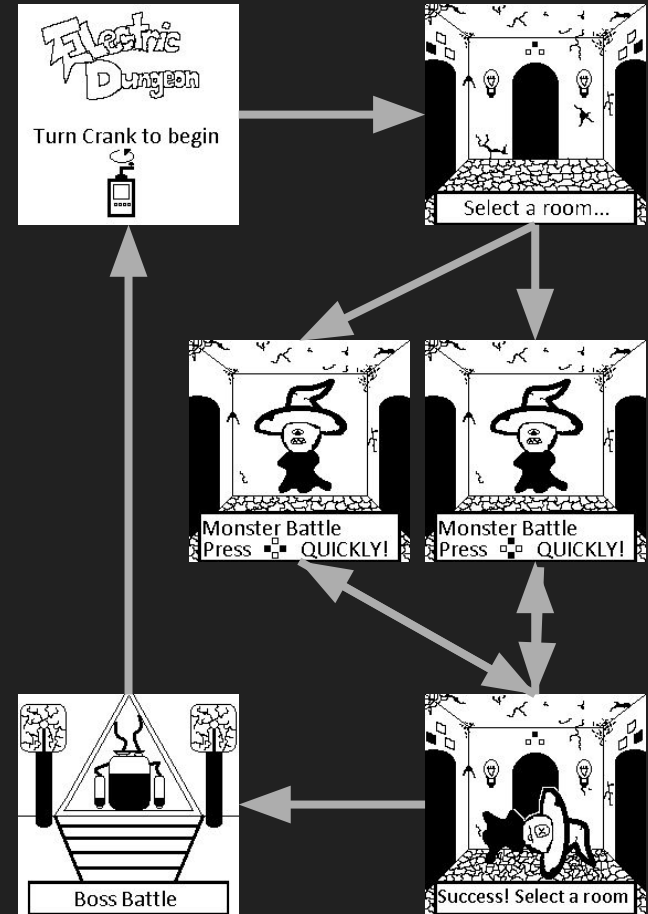 Electric
Dungeon
Turn Crank to begin
Select a room...
Monster Battle
Press QUICKLY!
Monster Battle
Press QUICKLY!
Boss Battle
Success! Select a room